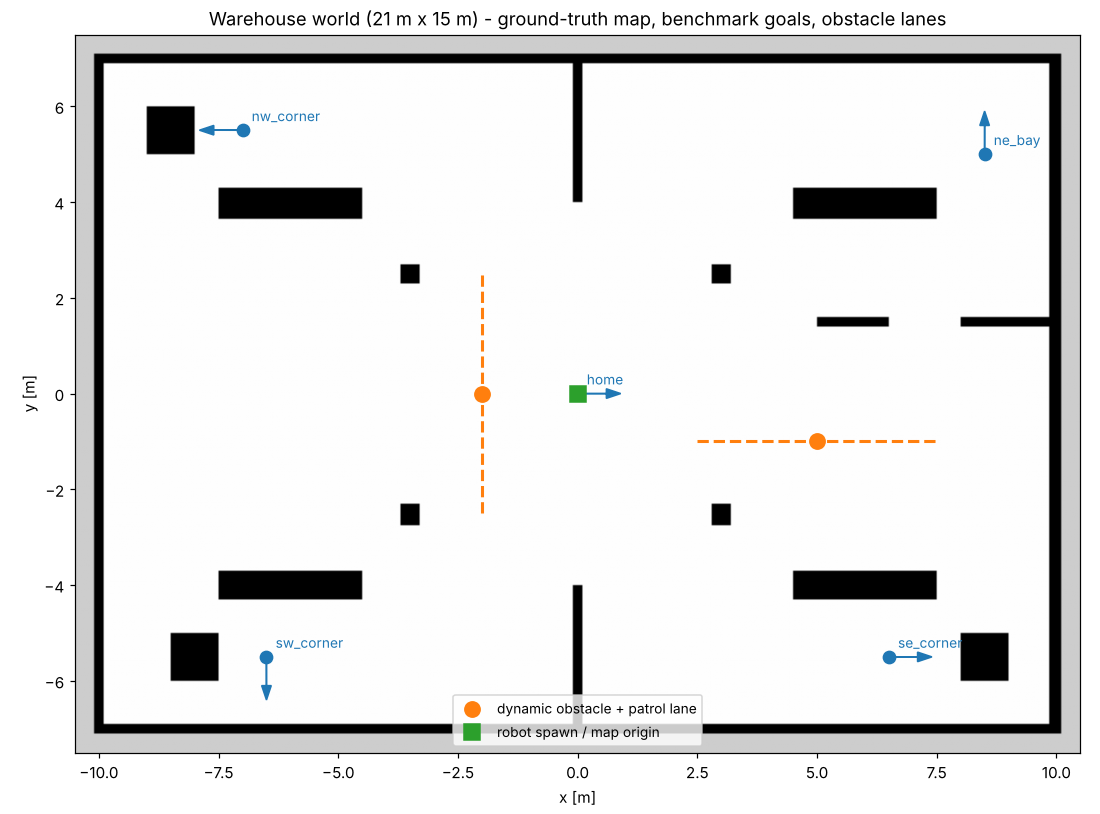 Warehouse world (21 m x 15 m) - ground-truth map, benchmark goals, obstacle lanes
6
4
2
0
−2
−4
−6
y [m]
nw_corner
ne_bay
home
sw_corner
se_corner
dynamic obstacle + patrol lane
robot spawn / map origin
−10.0
−7.5
−5.0
−2.5
0.0
2.5
5.0
7.5
10.0
x [m]